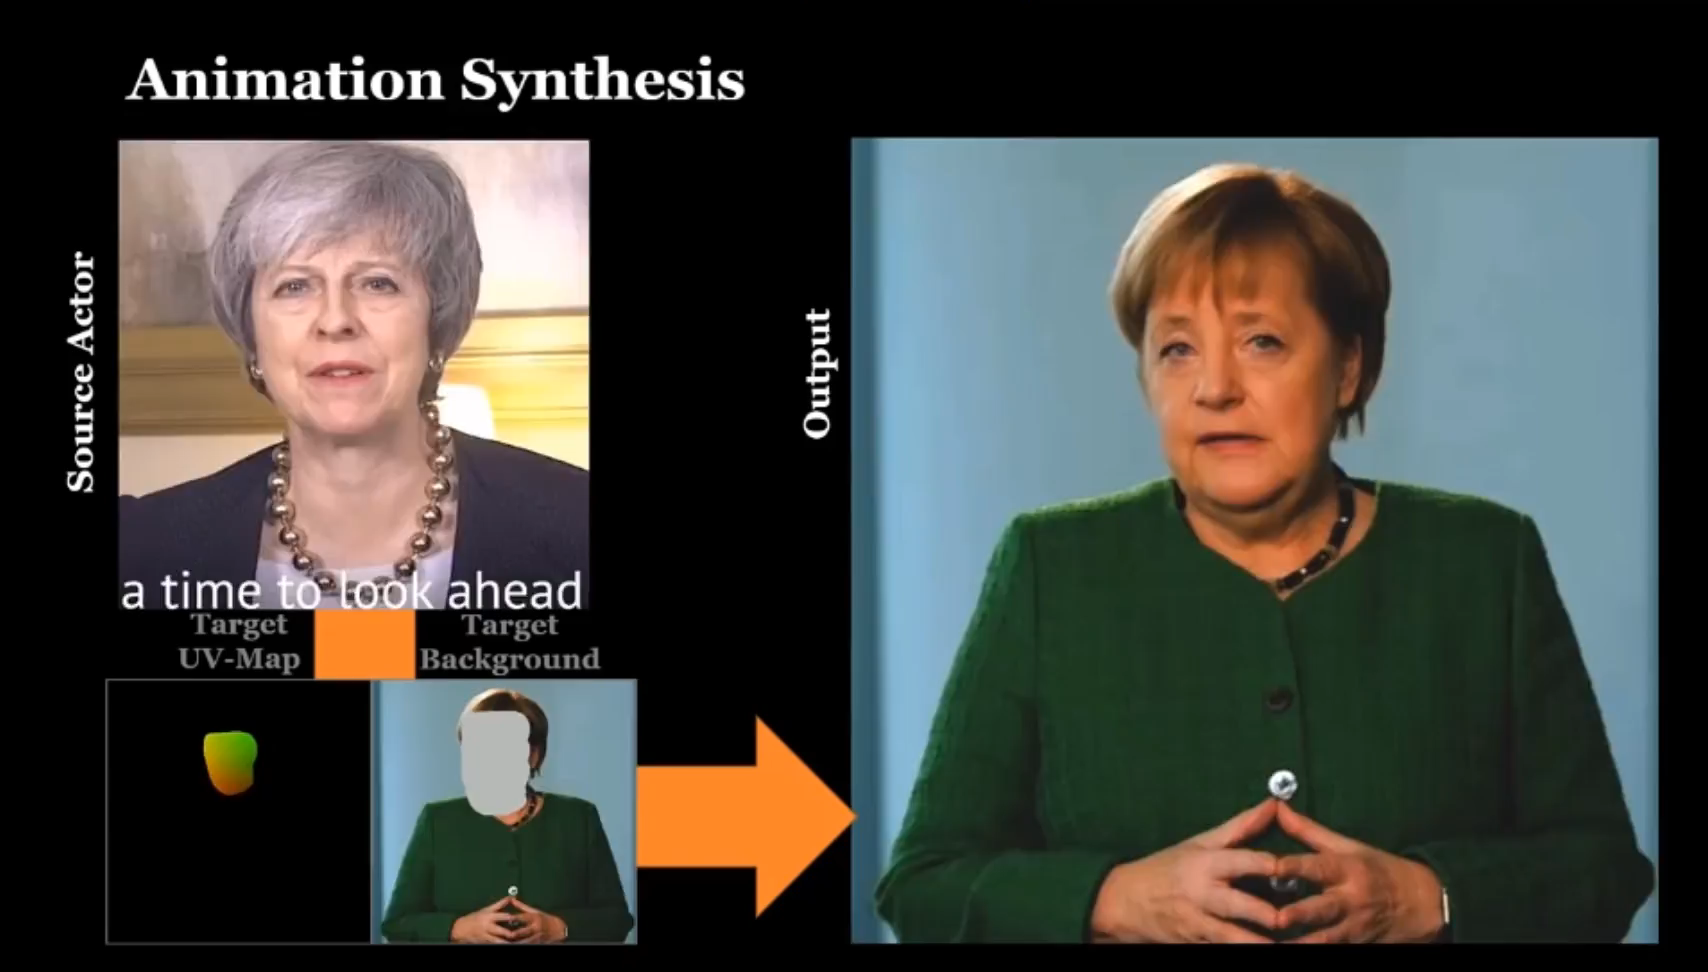 Animation Synthesis
Source Actor
a time to look ahead
Target
UV-Map
Target
Background
Output